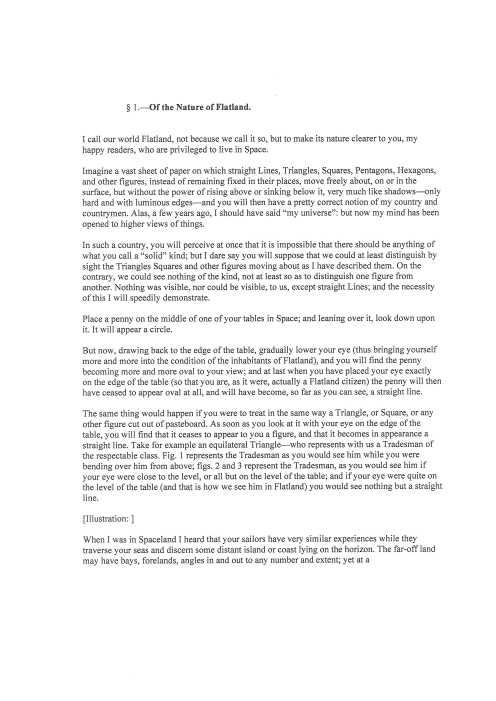 § 1.—Of the Nature of Flatland.
I call our world Flatland, not because we call it so, but to make its nature clearer to you, my
happy readers, who are privileged to live in Space.
Imagine a vast sheet of paper on which straight Lines, Triangles, Squares, Pentagons, Hexagons,
and other figures, instead of remaining fixed in their places, move freely about, on or in the
surface, but without the power of rising above or sinking below it, very much like shadows—only
hard and with luminous edges—and you will then have a pretty correct notion of my country and
countrymen. Alas, a few years ago, I should have said “my universe”: but now my mind has been
opened to higher views of things.
In such a country, you will perceive at once that it is impossible that there should be anything of
what you call a “solid” kind; but I dare say you will suppose that we could at least distinguish by
sight the Triangles Squares and other figures moving about as I have described them. On the
contrary, we could see nothing of the kind, not at least so as to distinguish one figure from
another. Nothing was visible, nor could be visible, to us, except straight Lines; and the necessity
of this I will speedily demonstrate.
Place a penny on the middle of one of your tables in Space; and leaning over it, look down upon
it. It will appear a circle.
But now, drawing back to the edge of the table, gradually lower your eye (thus bringing yourself
more and more into the condition of the inhabitants of Flatland), and you will find the penny
becoming more and more oval to your view; and at last when you have placed your eye exactly
on the edge of the table (so that you are, as it were, actually a Flatland citizen) the penny will then
have ceased to appear oval at all, and will have become, so far as you can see, a straight line.
The same thing would happen if you were to treat in the same way a Triangle, or Square, or any
other figure cut out of pasteboard. As soon as you look at it with your eye on the edge of the
table, you will find that it ceases to appear to you a figure, and that it becomes in appearance a
straight line. Take for example an equilateral Triangle—who represents with us a Tradesman of
the respectable class. Fig. 1 represents the Tradesman as you would see him while you were
bending over him from above; figs. 2 and 3 represent the Tradesman, as you would see him if
your eye were close to the level, or all but on the level of the table; and if your eye were quite on
the level of the table (and that is how we see him in Flatland) you would see nothing but a straight
line.
[Illustration: ]
When I was in Spaceland I heard that your sailors have very similar experiences while they
traverse your seas and discern some distant island or coast lying on the horizon. The far-off land
may have bays, forelands, angles in and out to any number and extent; yet at a